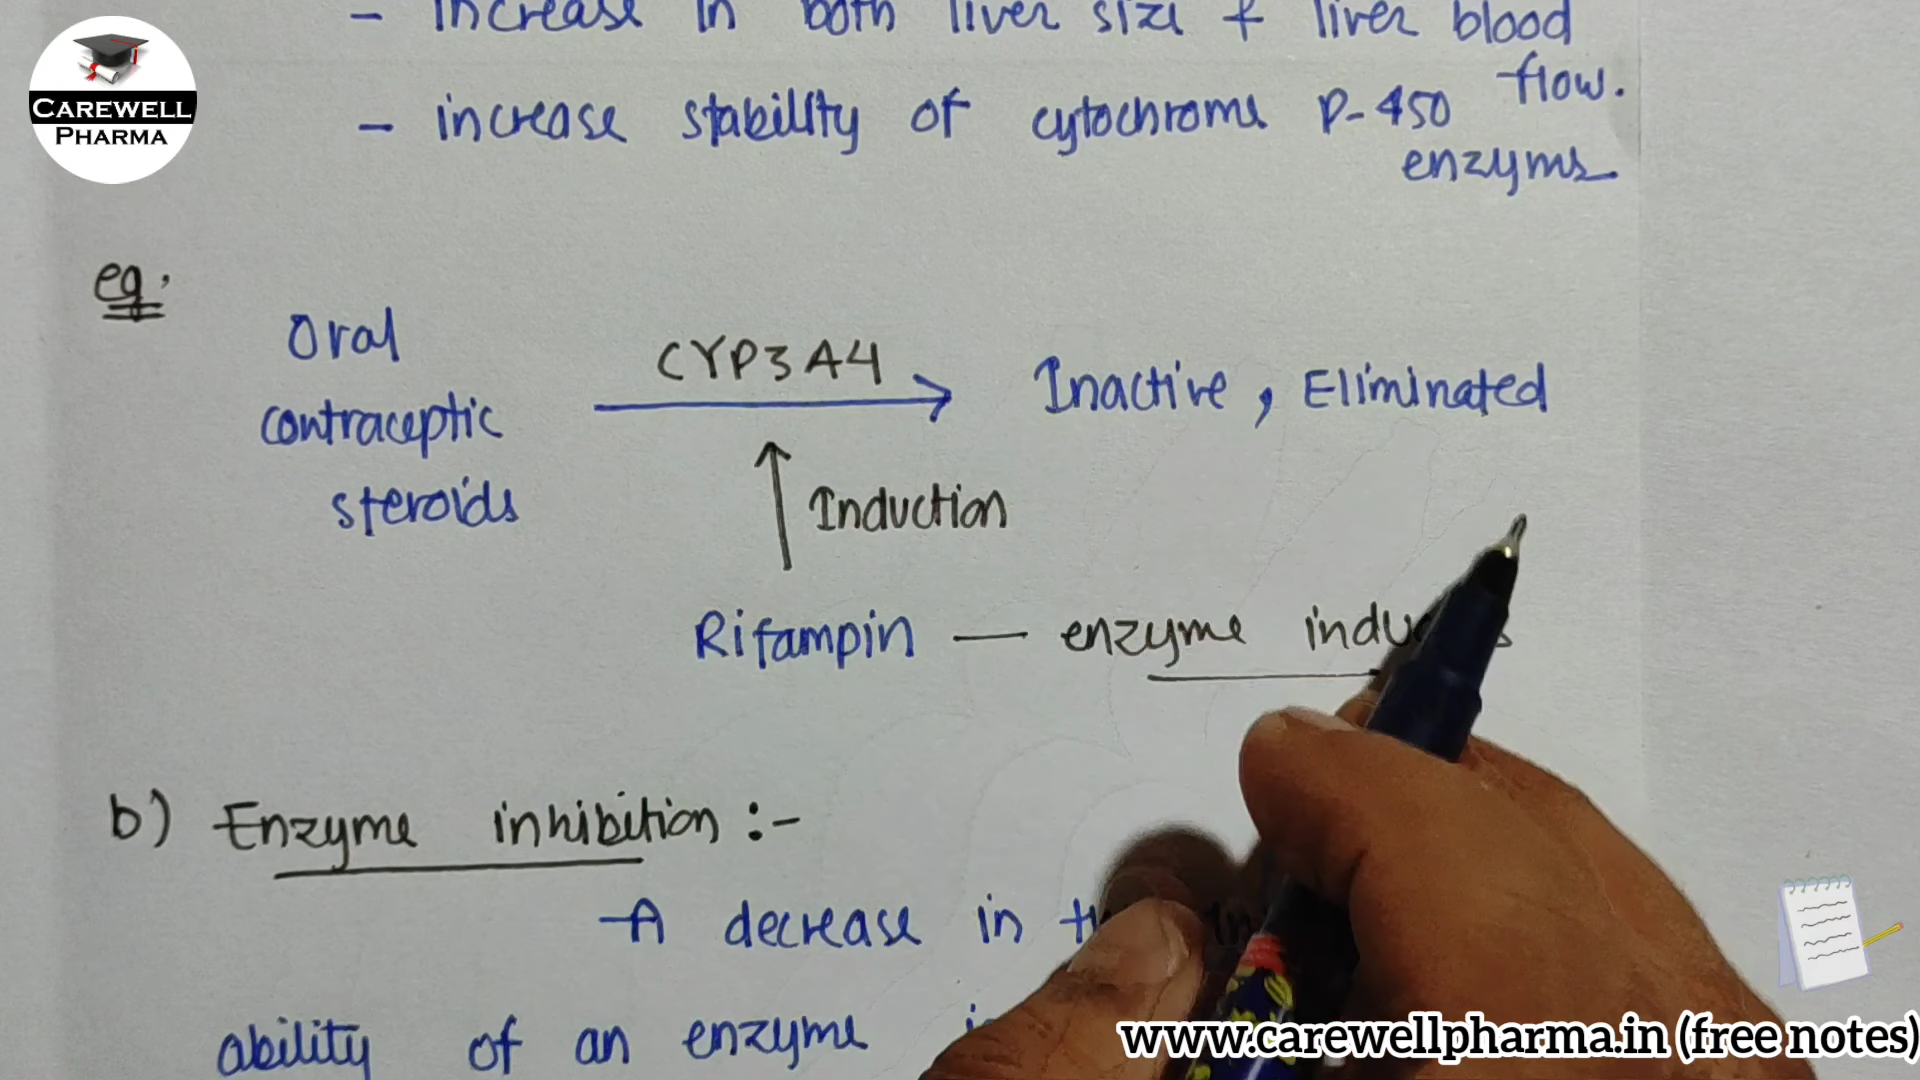 - increase in both liver size + liver blood
flow.
- increase stability of cytochrome P-450
enzyme
eg.
Oral
contraceptic
steroids
CYP3A4
Inactive, Eliminated
Induction
Rifampin — enzyme
b) Enzyme inhibition :-
A decrease in
ability of an enzyme
CAREWELL
PHARMA
www.carewellpharma.in (free notes)